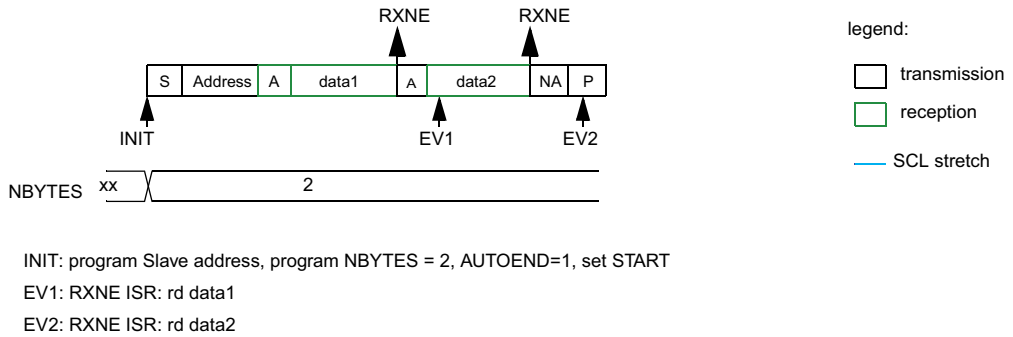 RXNE RXNE
legend:
S Address A data1 A data2 NA P
transmission
reception
INIT EV1 EV2
SCL stretch
NBYTES xx 2
INIT: program Slave address, program NBYTES = 2, AUTOEND=1, set START
EV1: RXNE ISR: rd data1
EV2: RXNE ISR: rd data2